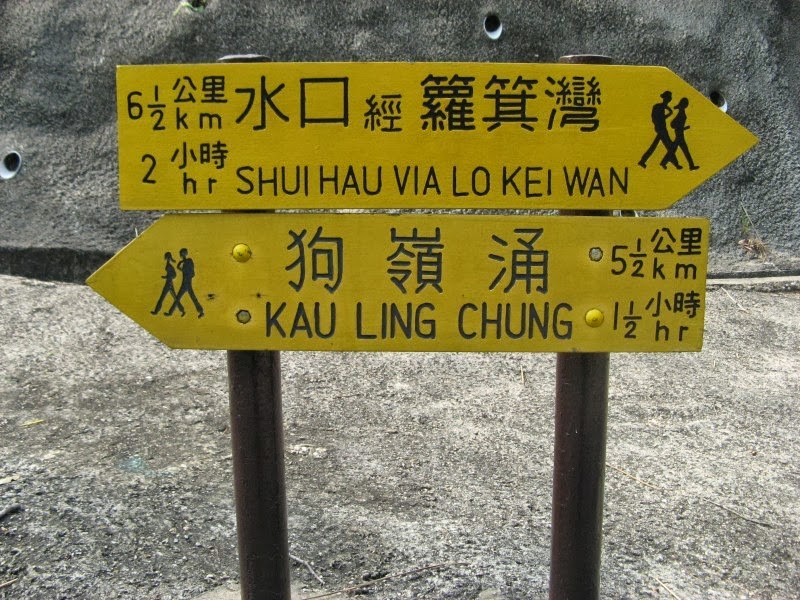 6½ 公里 km 水口 經 籮箕灣
2 小時 hr SHUI HAU VIA LO KEI WAN
狗嶺涌 5½ 公里 km
KAU LING CHUNG 1½ 小時 hr